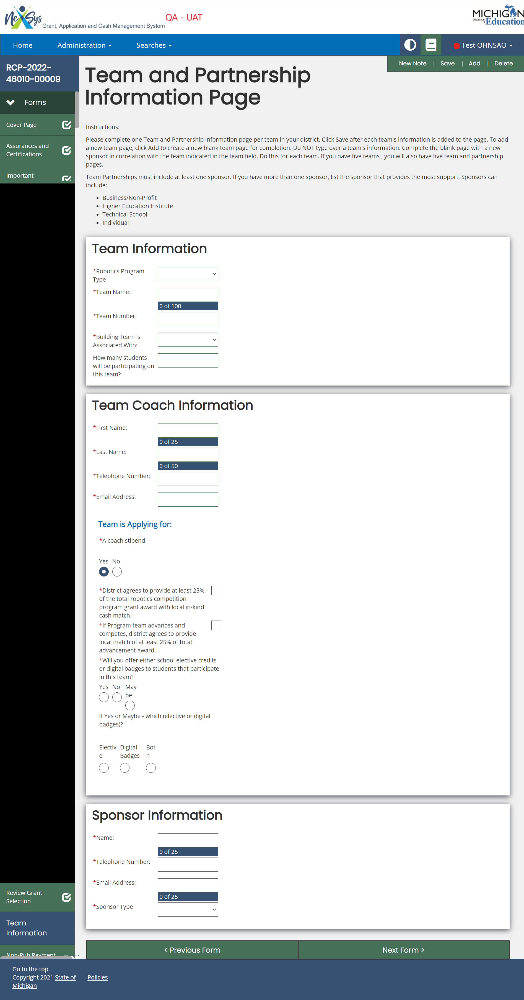 NexSys
Grant, Application and Cash Management System
QA - UAT
MICHIGAN
Department of Education
Home
Administration
Searches
Test OHNSAO
New Note | Save | Add | Delete
RCP-2022-
46010-00009
Forms
Cover Page
Assurances and
Certifications
Important
Team and Partnership
Information Page
Instructions:
Please complete one Team and Partnership Information page per team in your district. Click Save after each team's information is added to the page. To add
a new team page, click Add to create a new blank team page for completion. Do NOT type over a team's information. Complete the blank page with a new
sponsor in correlation with the team indicated in the team field. Do this for each team. If you have five teams , you will also have five team and partnership
pages.
Team Partnerships must include at least one sponsor. If you have more than one sponsor, list the sponsor that provides the most support. Sponsors can
include:
• Business/Non-Profit
• Higher Education Institute
• Technical School
• Individual
Team Information
*Robotics Program
Type
*Team Name:
0 of 100
*Team Number:
*Building Team is
Associated With:
How many students
will be participating on
this team?
Team Coach Information
*First Name:
0 of 25
*Last Name:
0 of 50
*Telephone Number:
*Email Address:
Team is Applying for:
*A coach stipend
Yes No
*District agrees to provide at least 25%
of the total robotics competition
program grant award with local in-kind
cash match.
*If Program team advances and
competes, district agrees to provide
local match of at least 25% of total
advancement award.
*Will you offer either school elective credits
or digital badges to students that participate
in this team?
Yes No May
be
If Yes or Maybe - which (elective or digital
badges)?
Electiv Digital Bot
e Badges h
Sponsor Information
*Name:
0 of 25
*Telephone Number:
*Email Address:
0 of 25
*Sponsor Type
Review Grant
Selection
Team
Information
Non-Pub Payment
< Previous Form
Next Form >
Go to the top
Copyright 2021 State of
Michigan
Policies